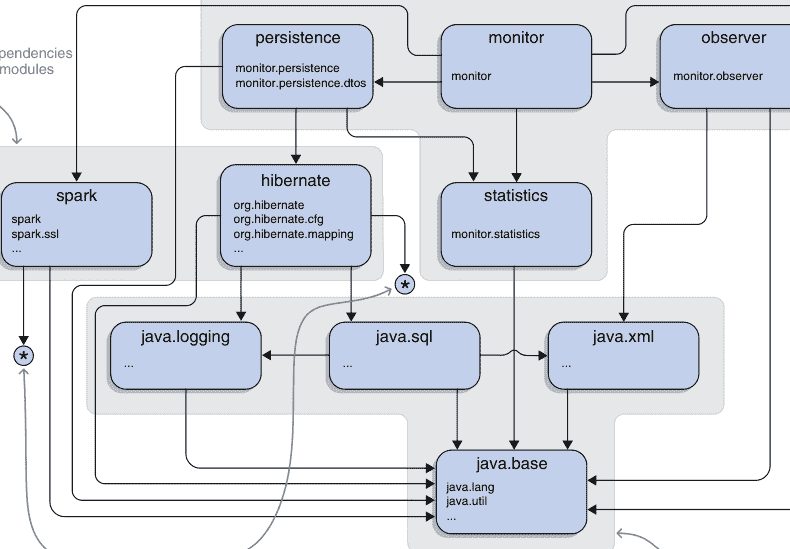 persistence
monitor.persistence
monitor.persistence.dtos
monitor
monitor
observer
monitor.observer
pendencies
modules
spark
spark
spark.ssl
...
hibernate
org.hibernate
org.hibernate.cfg
org.hibernate.mapping
...
statistics
monitor.statistics
*
*
java.logging
...
java.sql
...
java.xml
...
java.base
java.lang
java.util
...